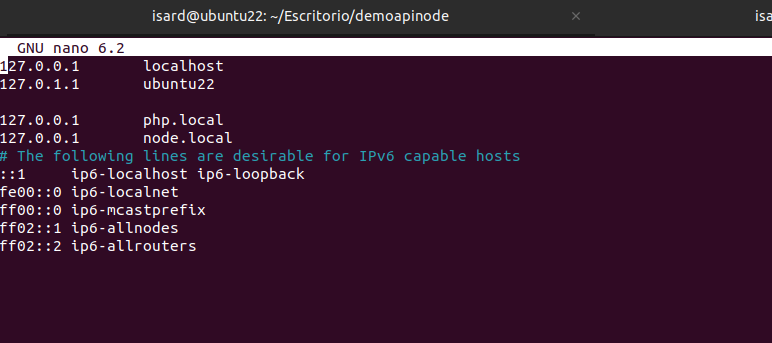 isard@ubuntu22: ~/Escritorio/demoapinode × isa
GNU nano 6.2
127.0.0.1 localhost
127.0.1.1 ubuntu22
127.0.0.1 php.local
127.0.0.1 node.local
# The following lines are desirable for IPv6 capable hosts
::1 ip6-localhost ip6-loopback
fe00::0 ip6-localnet
ff00::0 ip6-mcastprefix
ff02::1 ip6-allnodes
ff02::2 ip6-allrouters